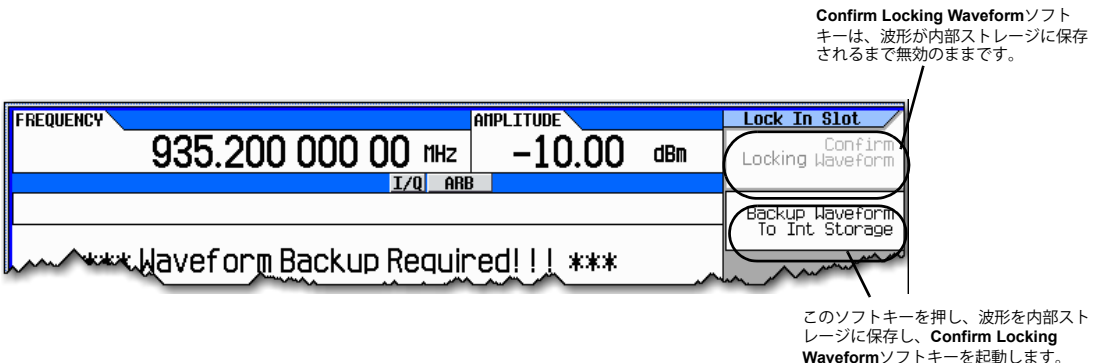 Confirm Locking Waveformソフト
キーは、波形が内部ストレージに保存
されるまで無効のままです。
FREQUENCY
AMPLITUDE
Lock In Slot
935.200 000 00 MHz
-10.00 dBm
Confirm
Locking Waveform
I/Q ARB
Backup Waveform
To Int Storage
*** Waveform Backup Required!!! ***
このソフトキーを押し、波形を内部スト
レージに保存し、Confirm Locking
Waveformソフトキーを起動します。